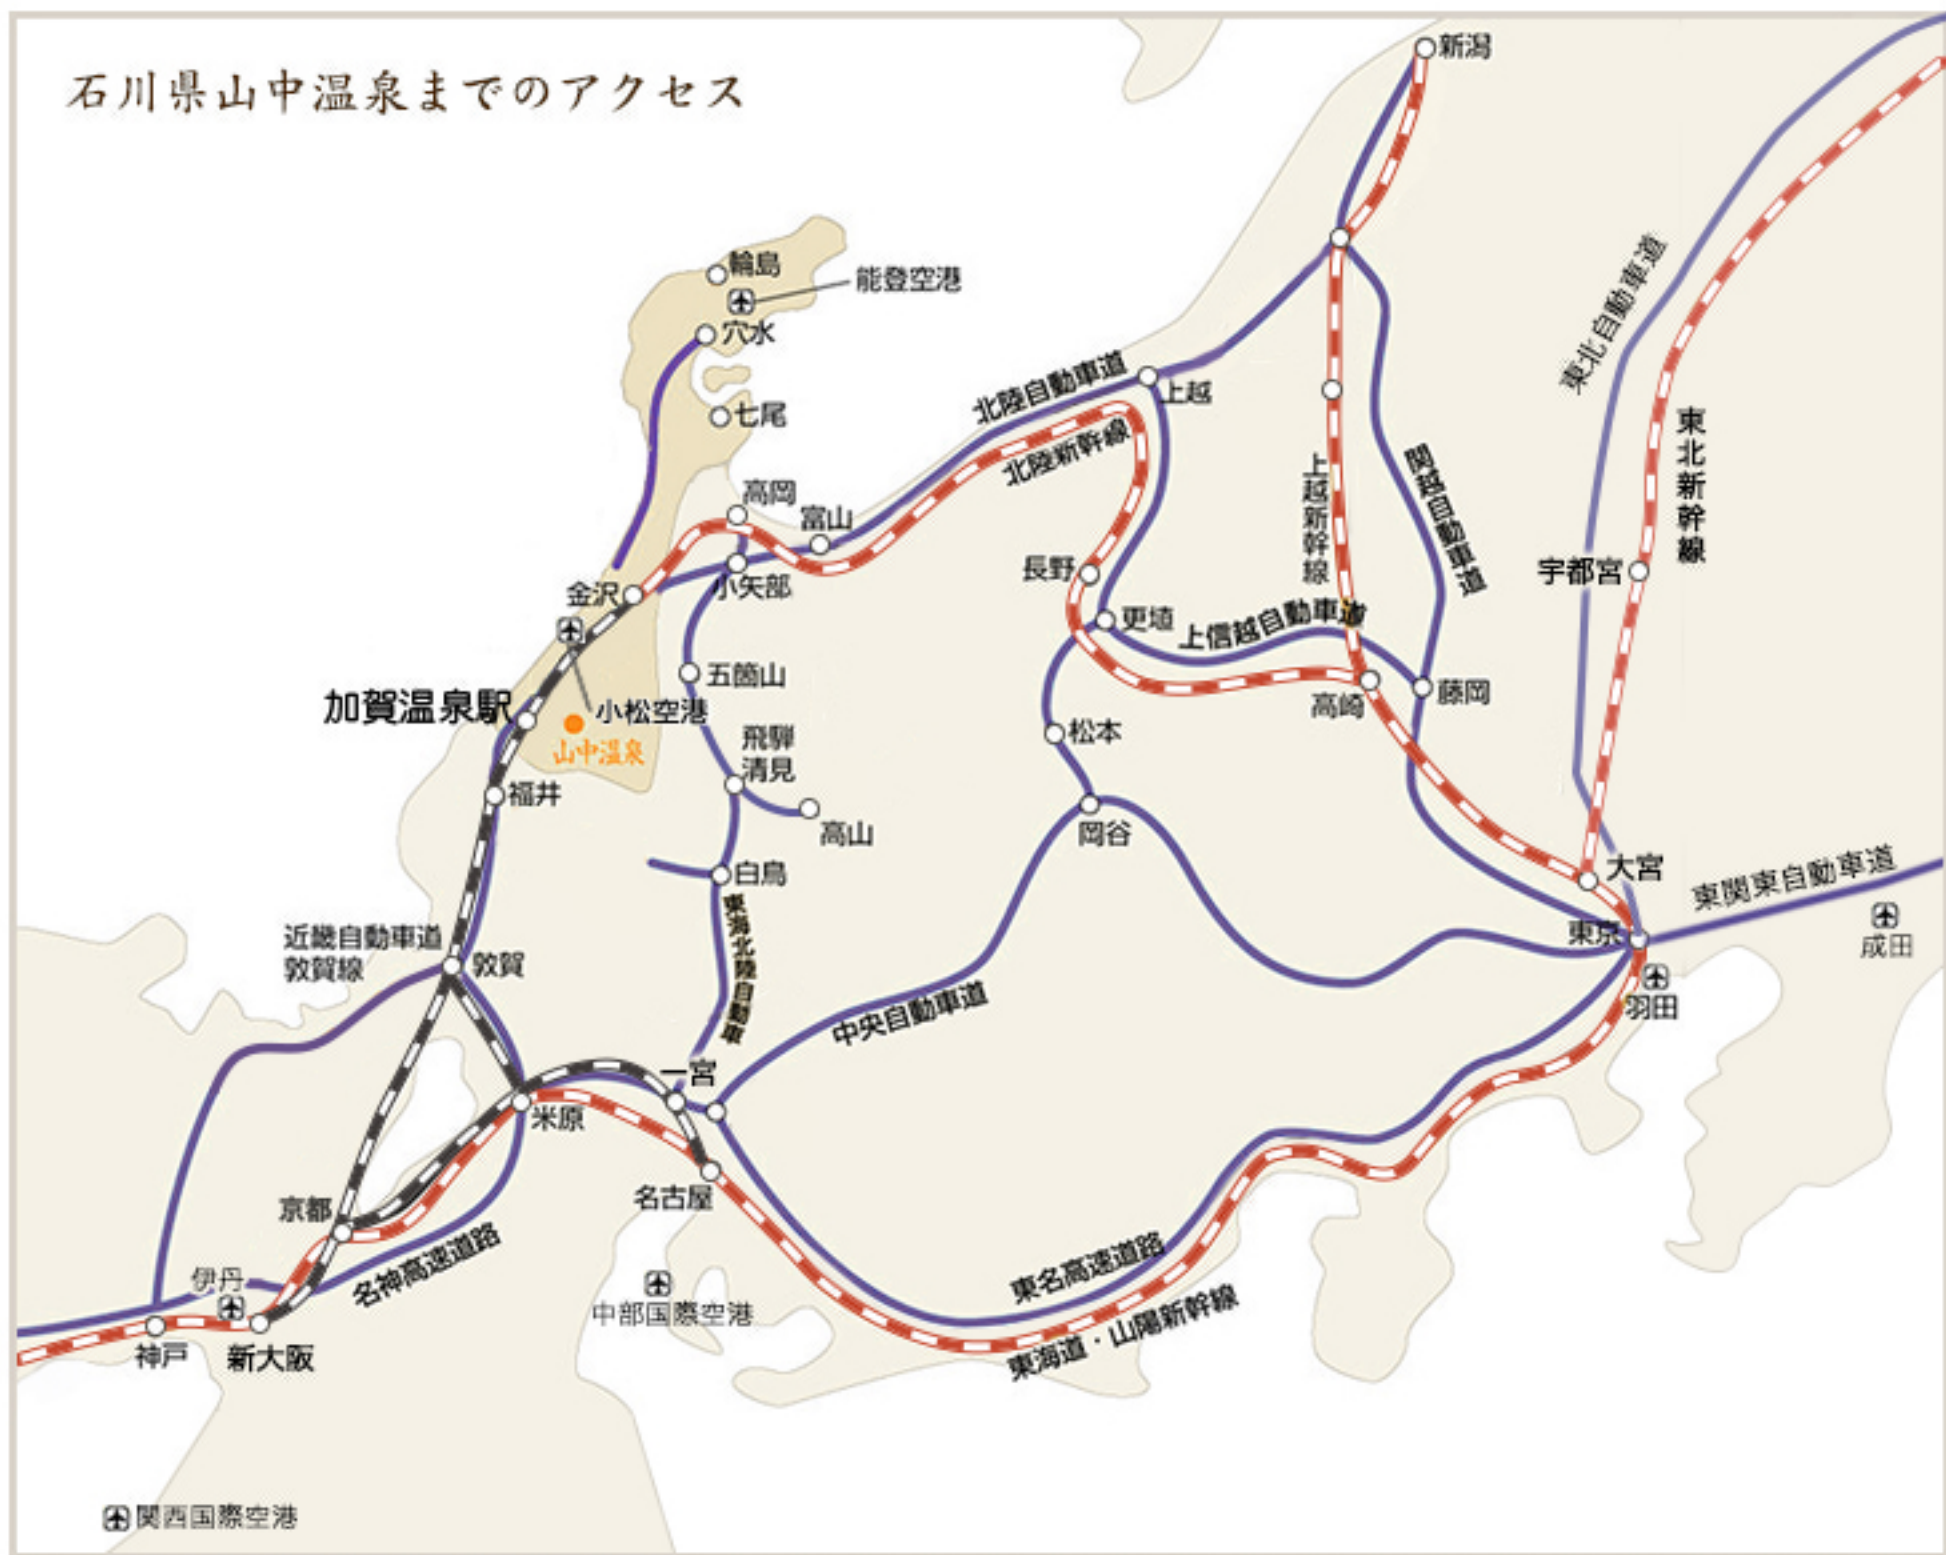 石川県山中温泉までのアクセス
新潟
輪島
能登空港
穴水
七尾
東北自動車道
北陸自動車道
上越
北陸新幹線
東北新幹線
上越新幹線
関越自動車道
高岡
富山
長野
宇都宮
金沢
小矢部
更埴
上信越自動車道
五箇山
加賀温泉駅
小松空港
山中温泉
高崎
藤岡
松本
飛騨
清見
福井
高山
岡谷
白鳥
大宮
東関東自動車道
東京
成田
近畿自動車道
敦賀線
敦賀
東海北陸自動車
中央自動車道
羽田
一宮
米原
名古屋
京都
名神高速道路
東名高速道路
伊丹
中部国際空港
東海道・山陽新幹線
神戸
新大阪
関西国際空港